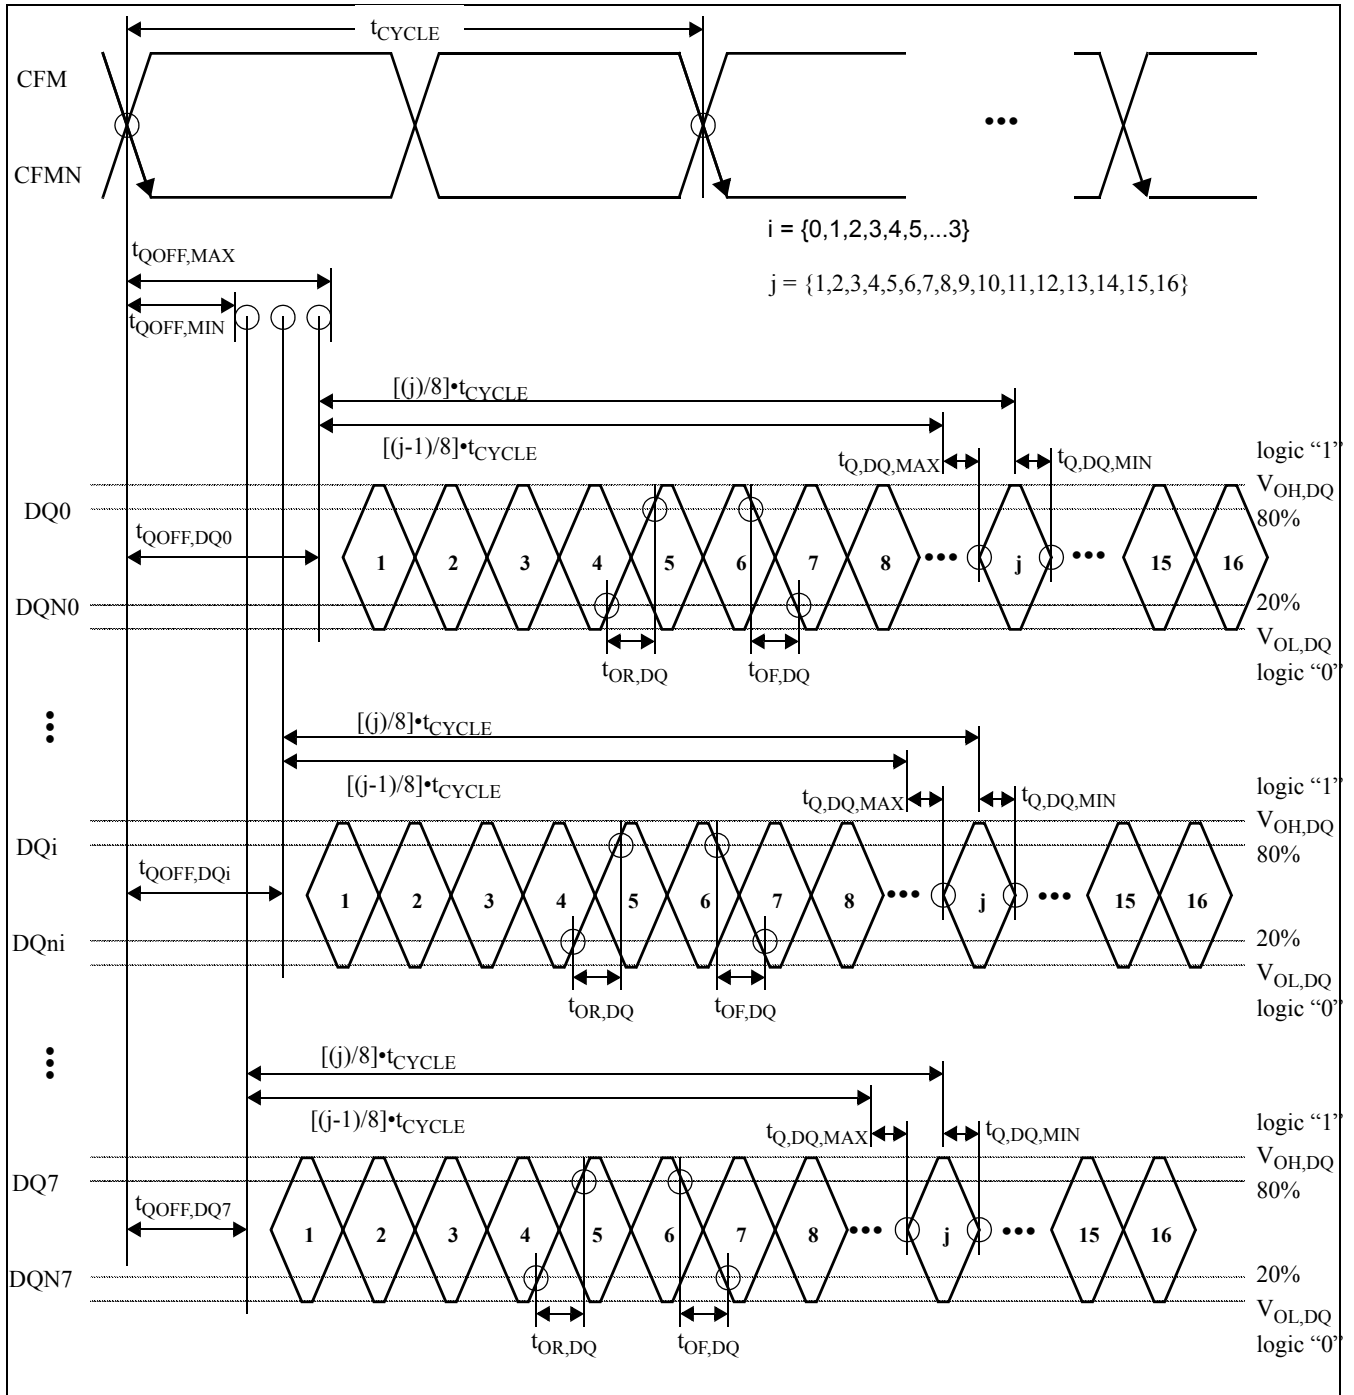 tCYCLE
CFM
CFMN
•••
i = {0,1,2,3,4,5,...3}
j = {1,2,3,4,5,6,7,8,9,10,11,12,13,14,15,16}
tQOFF,MAX
tQOFF,MIN
[(j)/8]•tCYCLE
[(j-1)/8]•tCYCLE
tQ,DQ,MAX
tQ,DQ,MIN
logic “1”
VOH,DQ
80%
DQ0
tQOFF,DQ0
1 2 3 4 5 6 7 8 ••• j ••• 15 16
DQN0
20%
VOL,DQ
logic “0”
tOR,DQ
tOF,DQ
[(j)/8]•tCYCLE
[(j-1)/8]•tCYCLE
tQ,DQ,MAX
tQ,DQ,MIN
logic “1”
VOH,DQ
80%
DQi
tQOFF,DQi
1 2 3 4 5 6 7 8 ••• j ••• 15 16
DQni
20%
VOL,DQ
logic “0”
tOR,DQ
tOF,DQ
[(j)/8]•tCYCLE
[(j-1)/8]•tCYCLE
tQ,DQ,MAX
tQ,DQ,MIN
logic “1”
VOH,DQ
80%
DQ7
tQOFF,DQ7
1 2 3 4 5 6 7 8 ••• j ••• 15 16
DQN7
20%
VOL,DQ
logic “0”
tOR,DQ
tOF,DQ